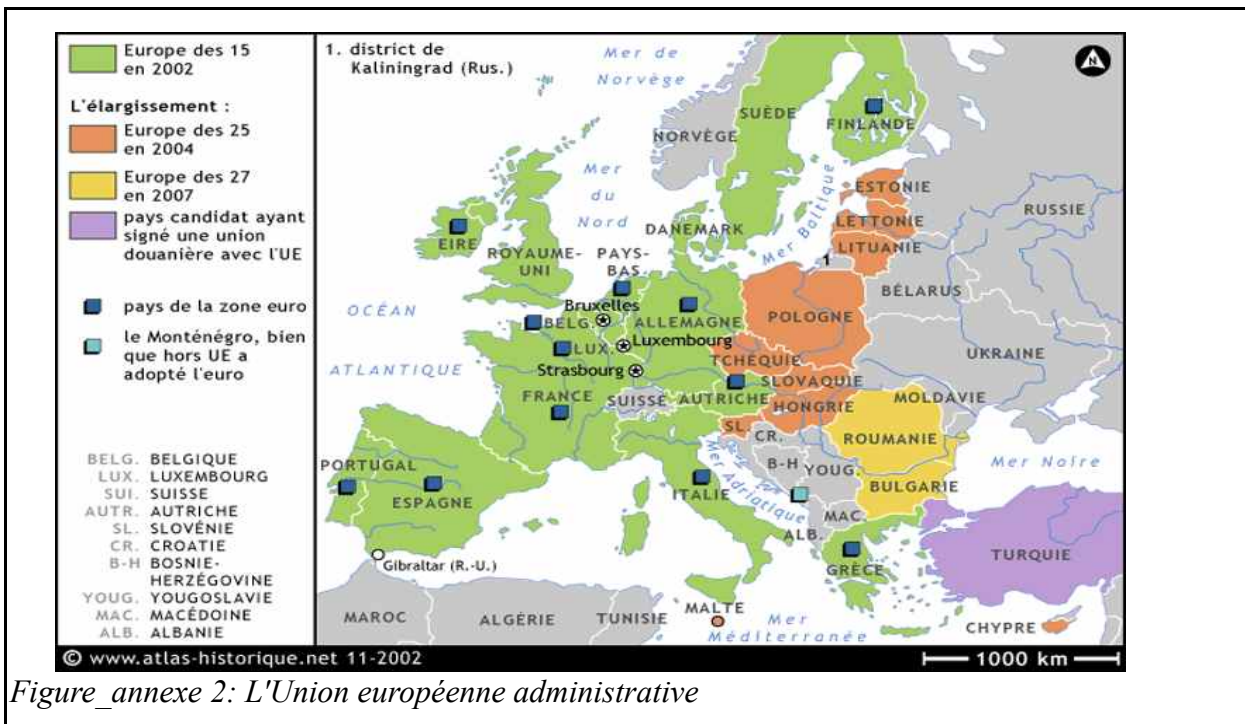 Europe des 15
en 2002
L'élargissement :
Europe des 25
en 2004
Europe des 27
en 2007
pays candidat ayant
signé une union
douanière avec l'UE
pays de la zone euro
le Monténégro, bien
que hors UE a
adopté l'euro
BELG. BELGIQUE
LUX. LUXEMBOURG
SUI. SUISSE
AUTR. AUTRICHE
SL. SLOVÉNIE
CR. CROATIE
B-H BOSNIE-
HERZÉGOVINE
YOUG. YOUGOSLAVIE
MAC. MACÉDOINE
ALB. ALBANIE
1. district de
Kaliningrad (Rus.)
Mer de
Norvège
N
SUÈDE
FINLANDE
NORVÈGE
Mer
du
Nord
Mer Baltique
ESTONIE
LETTONIE
LITUANIE
RUSSIE
DANEMARK
1
EIRE
ROYAUME-
UNI
PAYS-
BAS
BÉLARUS
OCÉAN
ATLANTIQUE
Bruxelles
BELG.
ALLEMAGNE
POLOGNE
LUX.
Luxembourg
TCHÉQUIE
UKRAINE
Strasbourg
SLOVAQUIE
FRANCE
SUISSE
AUTRICHE
HONGRIE
MOLDAVIE
SL.
CR.
ROUMANIE
B-H
YOUG.
Mer Noire
PORTUGAL
ESPAGNE
ITALIE
Mer Adriatique
BULGARIE
MAC.
ALB.
TURQUIE
GRÈCE
Gibraltar (R.-U.)
MAROC
ALGÉRIE
TUNISIE
MALTE
Mer
Méditerranée
CHYPRE
© www.atlas-historique.net 11-2002
1000 km
Figure_annexe 2: L'Union européenne administrative